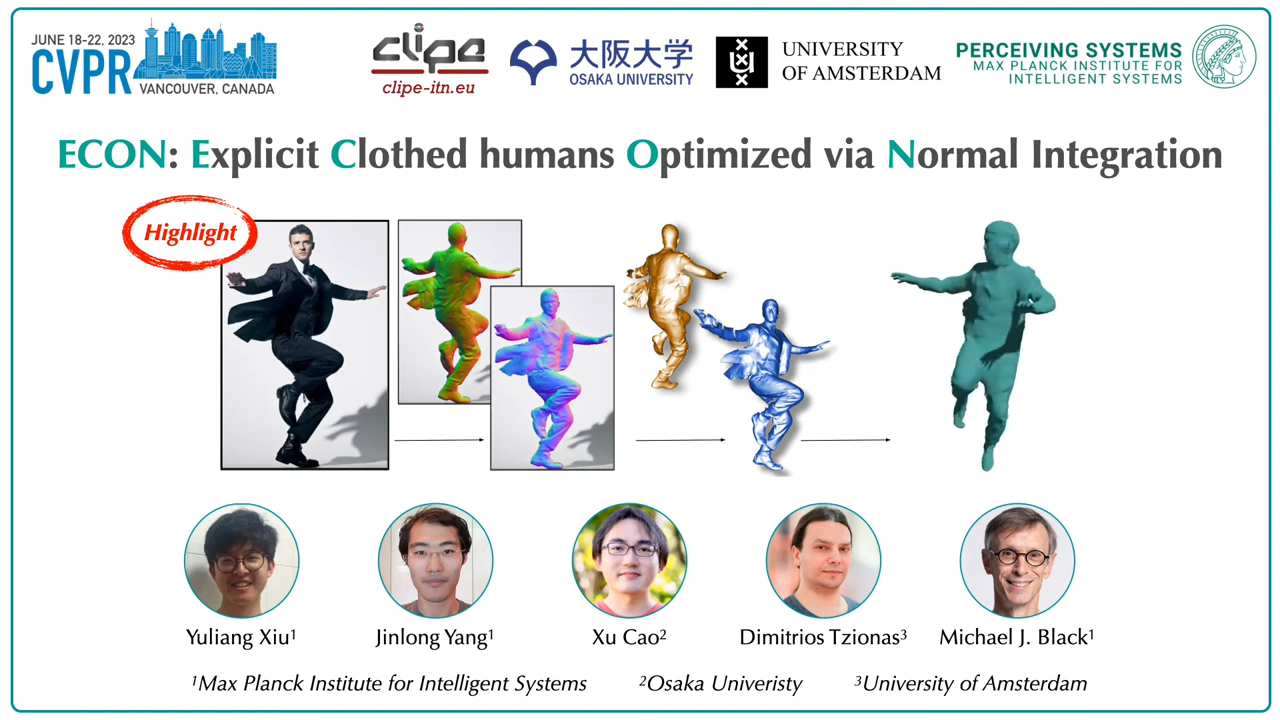 JUNE 18-22, 2023
CVPR
VANCOUVER, CANADA
clipe
clipe-itn.eu
大阪大学
OSAKA UNIVERSITY
UNIVERSITY
OF AMSTERDAM
PERCEIVING SYSTEMS
MAX PLANCK INSTITUTE FOR
INTELLIGENT SYSTEMS
ECON: Explicit Clothed humans Optimized via Normal Integration
Highlight
Yuliang Xiu¹
Jinlong Yang¹
Xu Cao²
Dimitrios Tzionas³
Michael J. Black¹
¹Max Planck Institute for Intelligent Systems
²Osaka Univeristy
³University of Amsterdam